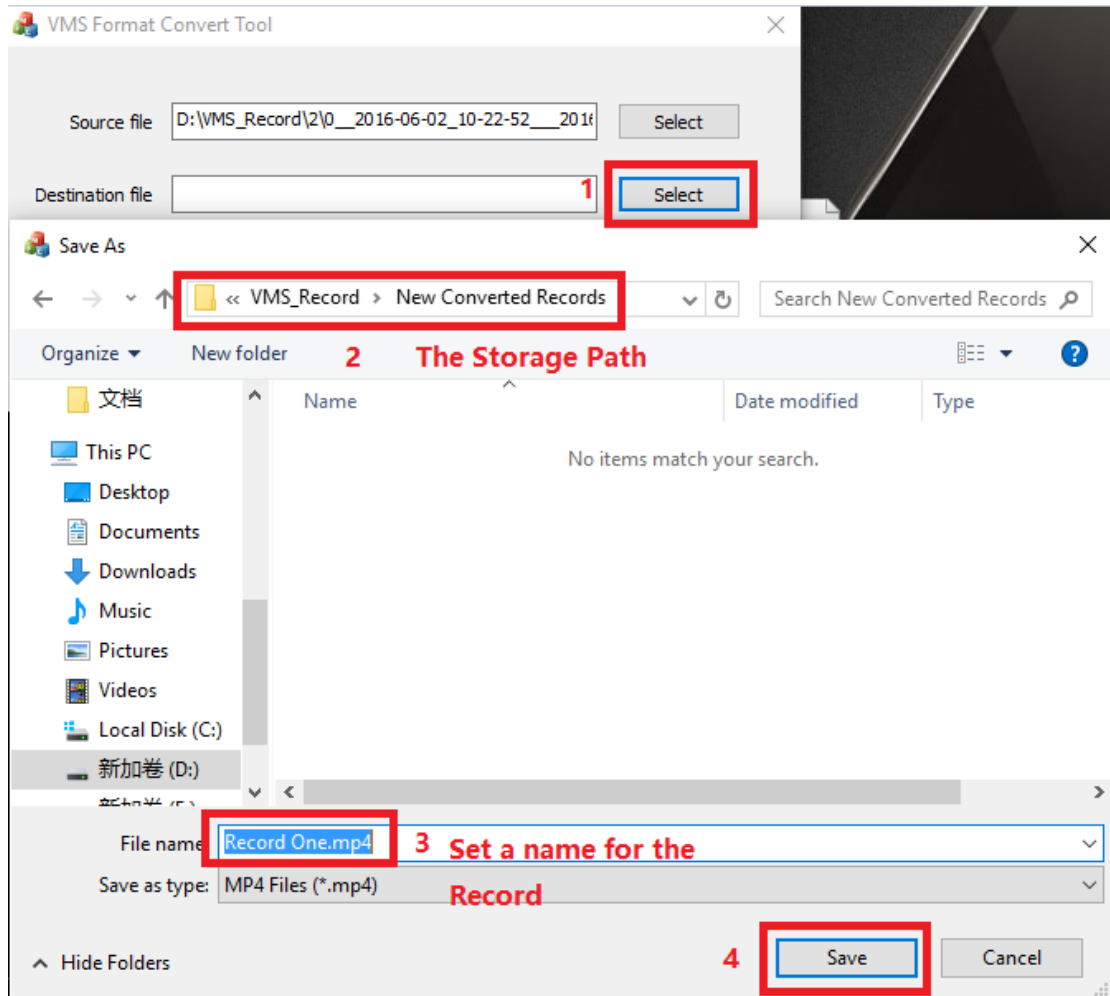 VMS Format Convert Tool
Source file D:\VMS_Record\2\0__2016-06-02_10-22-52___201 Select
Destination file 1 Select
Save As
« VMS_Record > New Converted Records Search New Converted Records
Organize New folder 2 The Storage Path
文档 Name Date modified Type
This PC No items match your search.
Desktop
Documents
Downloads
Music
Pictures
Videos
Local Disk (C:)
新加卷 (D:)
File name Record One.mp4 3 Set a name for the
Save as type: MP4 Files (*.mp4) Record
Hide Folders 4 Save Cancel